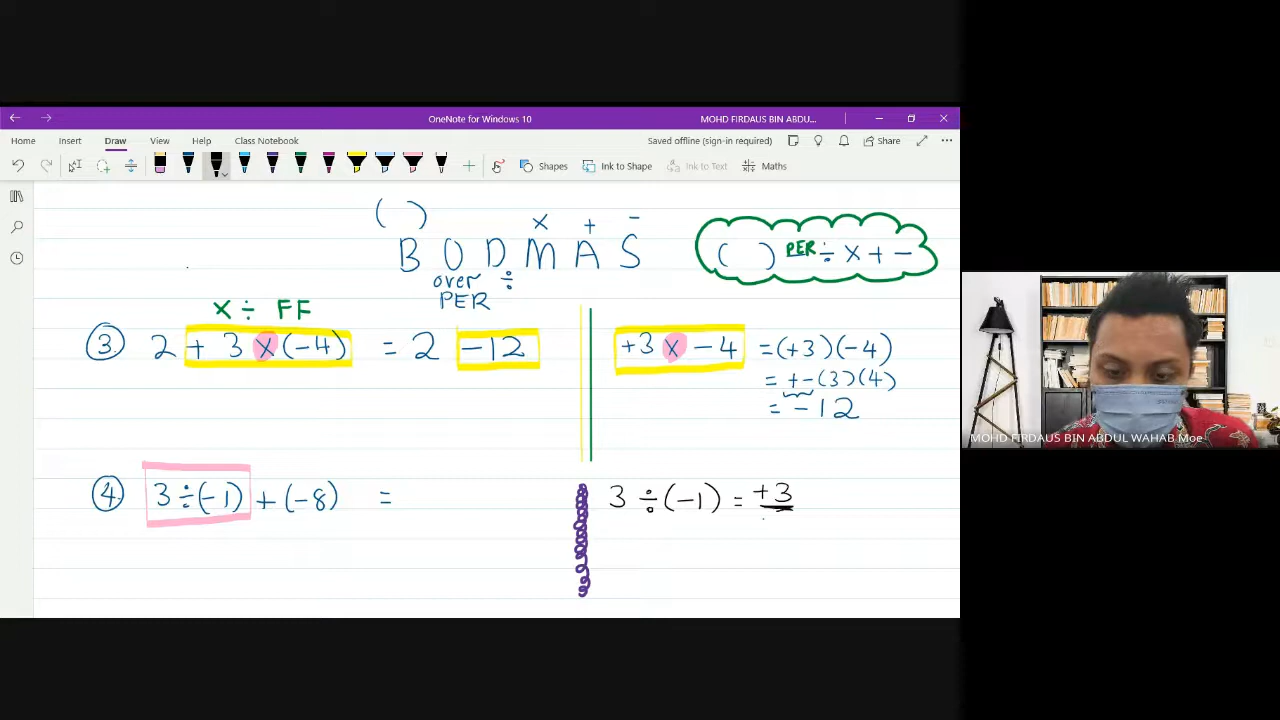 OneNote for Windows 10
MOHD FIRDAUS BIN ABDU...
Home Insert Draw View Help Class Notebook
Saved offline (sign-in required)
Share
Shapes Ink to Shape Ink to Text Maths
( ) × + -
B O D M A S
over ÷
PER
( ) PER ÷ × + -
× ÷ FF
③ 2 + 3 × (-4) = 2 -12
+3 × -4 = (+3)(-4)
= +-(3)(4)
= -12
④ 3 ÷ (-1) + (-8) =
3 ÷ (-1) = +3
MOHD FIRDAUS BIN ABDUL WAHAB Moe